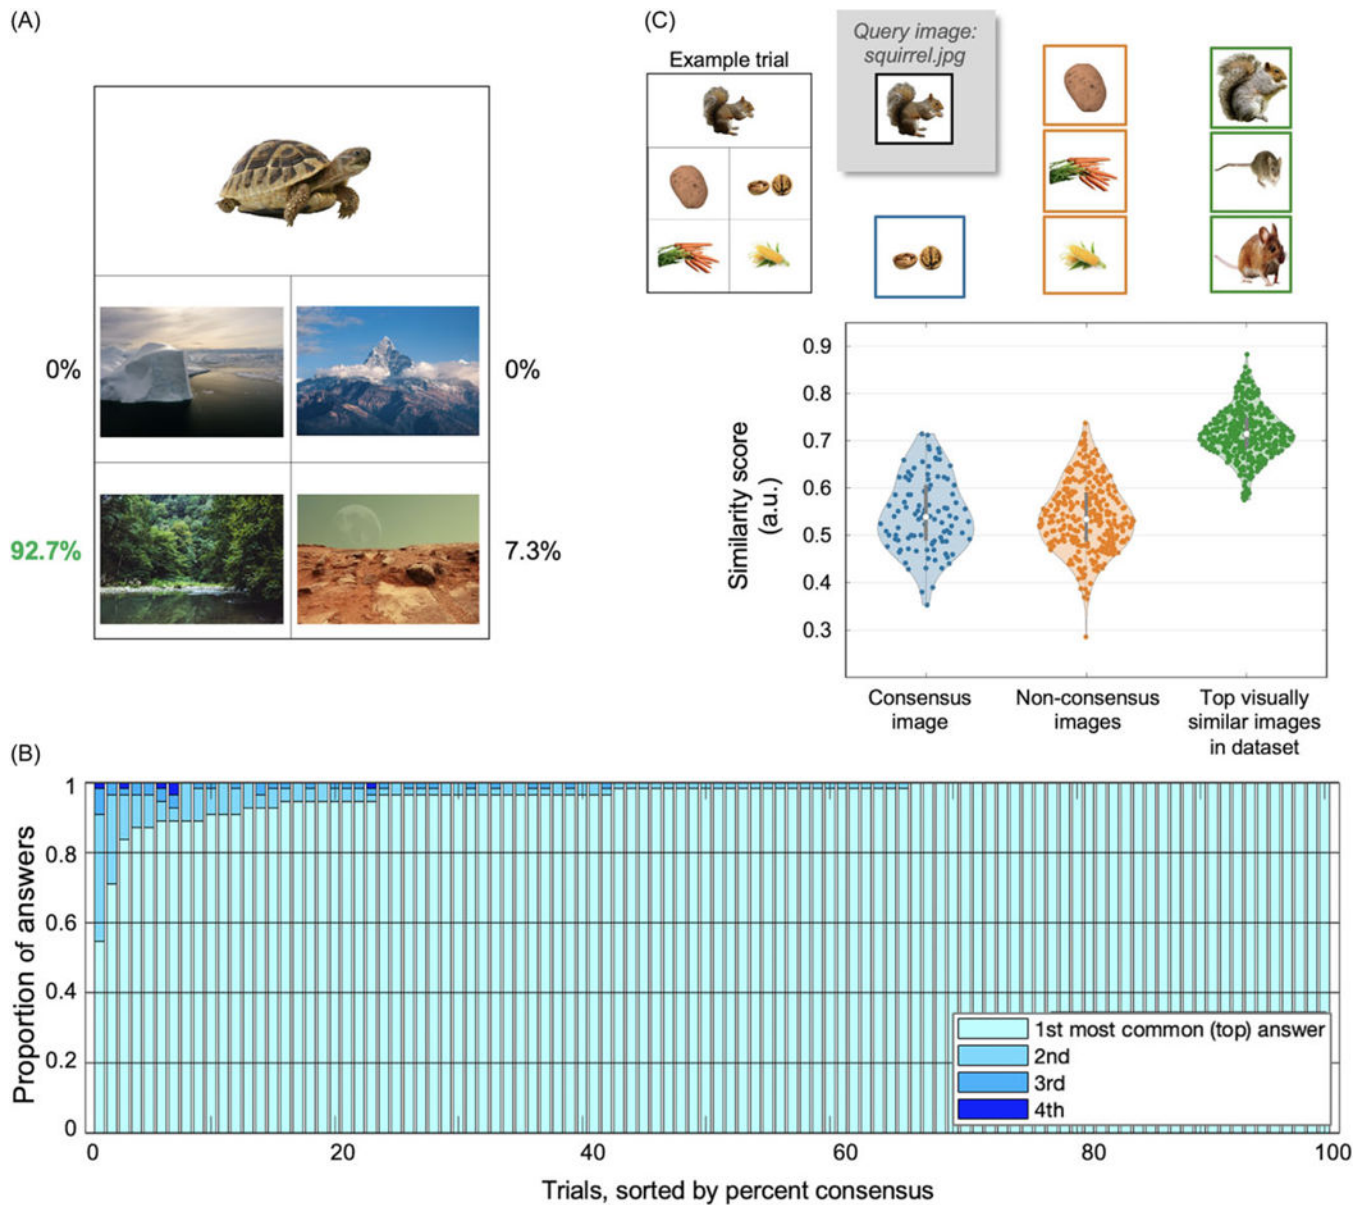 (A)
0%
0%
92.7%
7.3%
(C)
Example trial
Query image:
squirrel.jpg
0.9
0.8
0.7
0.6
0.5
0.4
0.3
Similarity score
(a.u.)
Consensus
image
Non-consensus
images
Top visually
similar images
in dataset
(B)
1
0.8
0.6
0.4
0.2
0
Proportion of answers
1st most common (top) answer
2nd
3rd
4th
0
20
40
60
80
100
Trials, sorted by percent consensus